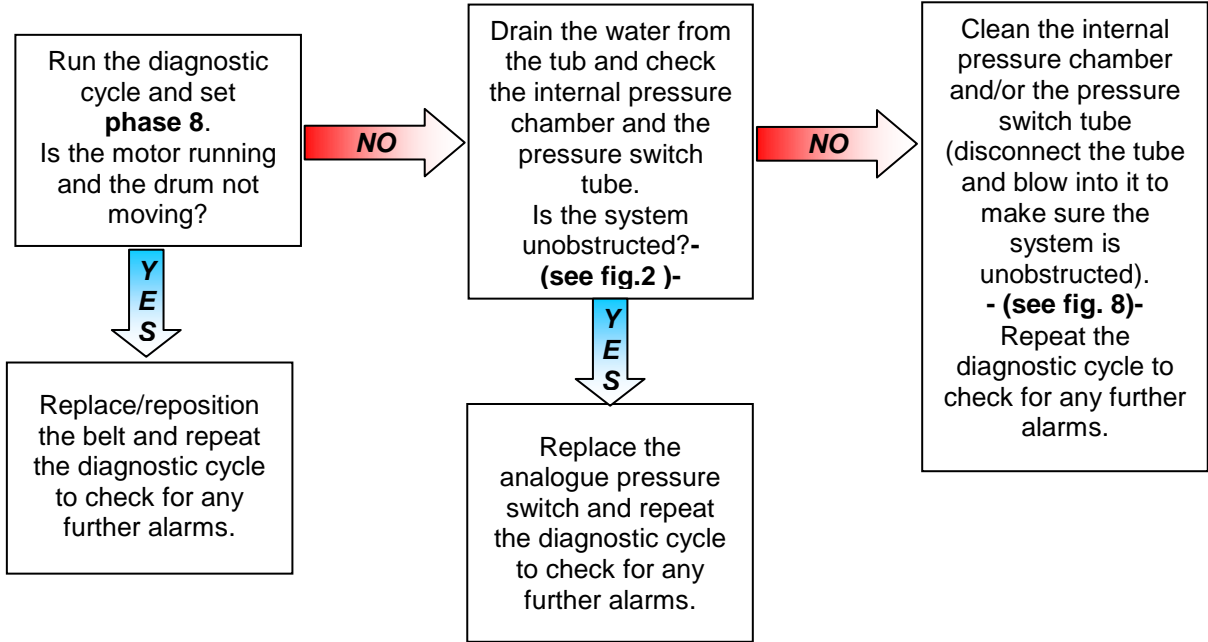 Run the diagnostic
cycle and set
phase 8.
Is the motor running
and the drum not
moving?
NO
Drain the water from
the tub and check
the internal pressure
chamber and the
pressure switch
tube.
Is the system
unobstructed?-
(see fig.2 )-
NO
Clean the internal
pressure chamber
and/or the pressure
switch tube
(disconnect the tube
and blow into it to
make sure the
system is
unobstructed).
- (see fig. 8)-
Repeat the
diagnostic cycle to
check for any further
alarms.
Y
E
S
Replace/reposition
the belt and repeat
the diagnostic cycle
to check for any
further alarms.
Y
E
S
Replace the
analogue pressure
switch and repeat
the diagnostic cycle
to check for any
further alarms.